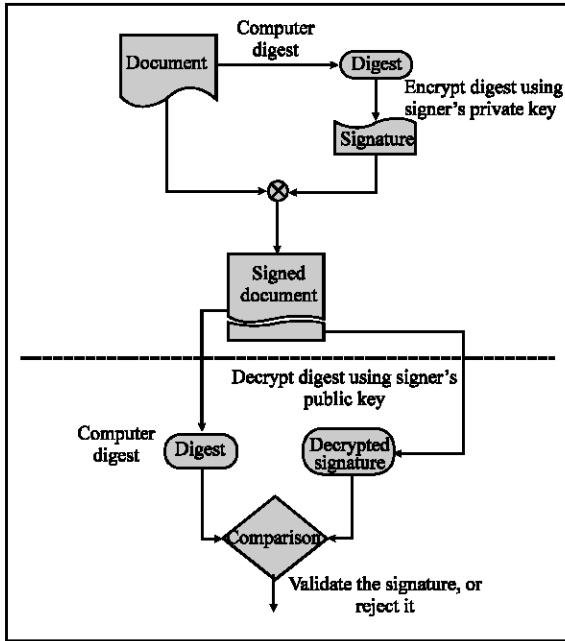 Computer
digest
Document
Digest
Encrypt digest using
signer's private key
Signature
Signed
document
Decrypt digest using signer's
public key
Computer
digest
Digest
Decrypted
signature
Comparison
Validate the signature, or
reject it